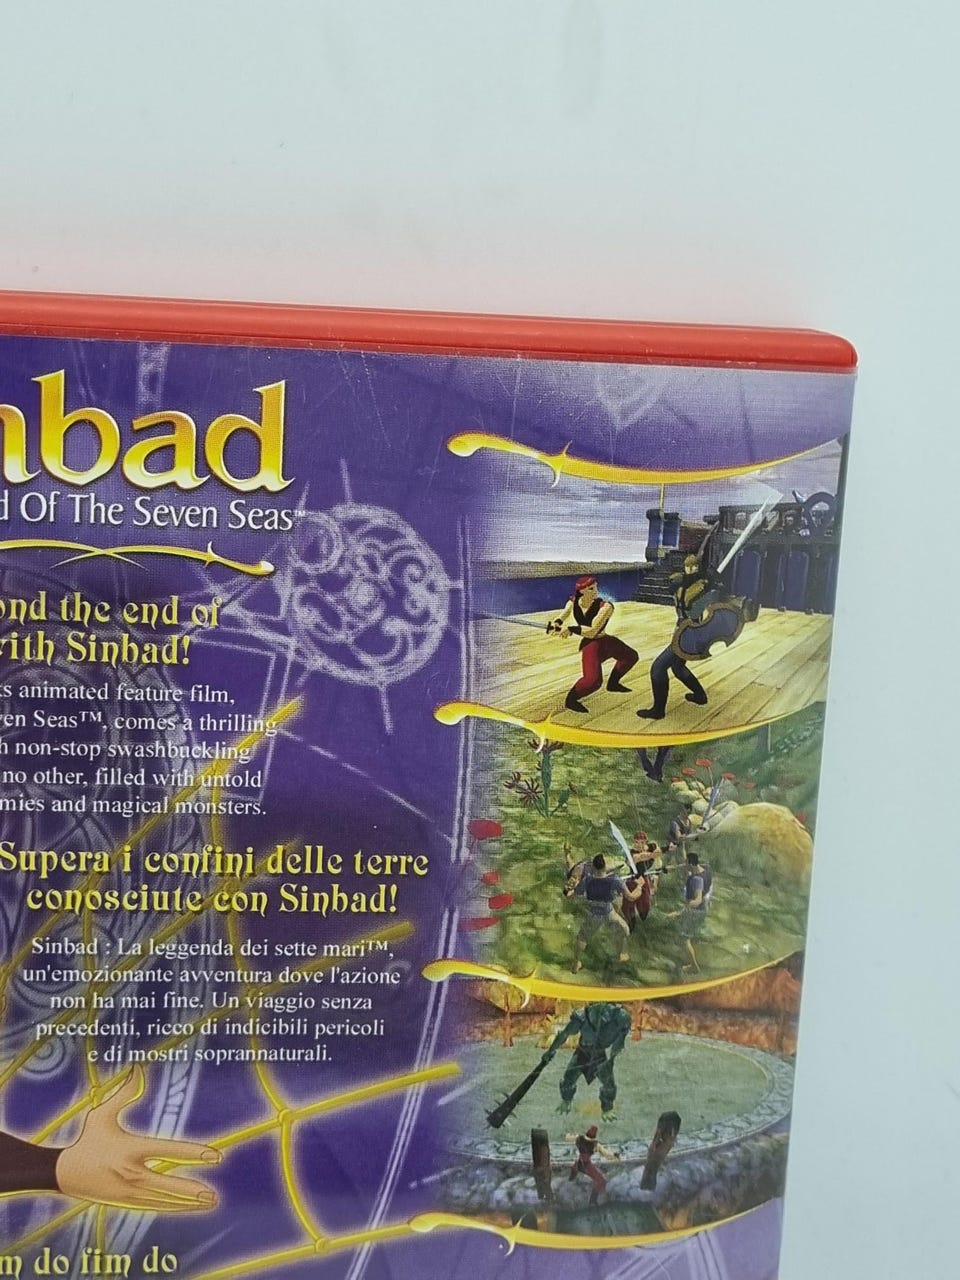 nbad
d Of The Seven Seas™
ond the end of
with Sinbad!
ks animated feature film,
ven Seas™, comes a thrilling
h non-stop swashbuckling
no other, filled with untold
mies and magical monsters.
Supera i confini delle terre
conosciute con Sinbad!
Sinbad : La leggenda dei sette mari™,
un'emozionante avventura dove l'azione
non ha mai fine. Un viaggio senza
precedenti, ricco di indicibili pericoli
e di mostri soprannaturali.
m do fim do